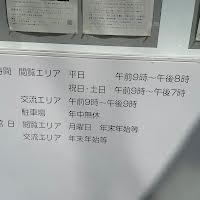 時間 閲覧エリア 平日 午前9時～午後8時
祝日・土日 午前9時～午後7時
交流エリア 午前9時～午後9時
駐車場 年中無休
館日 閲覧エリア 月曜日 年末年始等
交流エリア 年末年始等